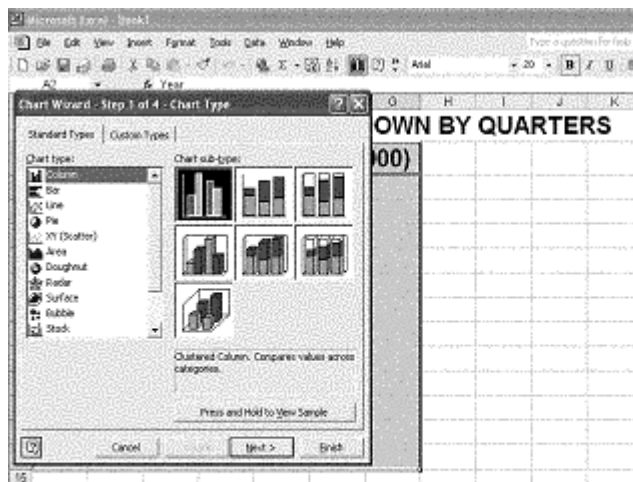 Microsoft Excel - Book1
File Edit View Insert Format Tools Data Window Help
Type a question for help
Arial 20 B I U
A2 fx Year
Chart Wizard - Step 1 of 4 - Chart Type
G H I J K
OWN BY QUARTERS
000)
Standard Types Custom Types
Chart type: Chart sub-type:
Column
Bar
Line
Pie
XY (Scatter)
Area
Doughnut
Radar
Surface
Bubble
Stock
Clustered Column. Compares values across
categories.
Press and Hold to View Sample
Cancel Next > Finish
15